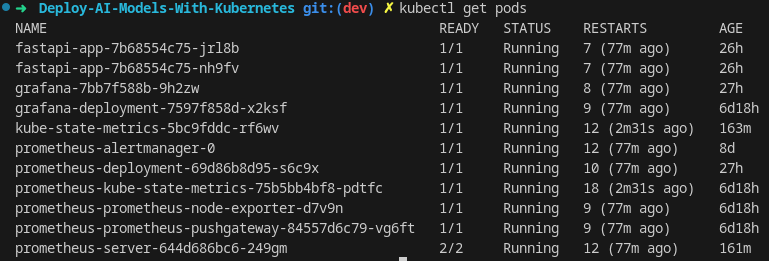 ➜ Deploy-AI-Models-With-Kubernetes git:(dev) ✗ kubectl get pods
NAME READY STATUS RESTARTS AGE
fastapi-app-7b68554c75-jrl8b 1/1 Running 7 (77m ago) 26h
fastapi-app-7b68554c75-nh9fv 1/1 Running 7 (77m ago) 26h
grafana-7bb7f588b-9h2zw 1/1 Running 8 (77m ago) 27h
grafana-deployment-7597f858d-x2ksf 1/1 Running 9 (77m ago) 6d18h
kube-state-metrics-5bc9fddc-rf6wv 1/1 Running 12 (2m31s ago) 163m
prometheus-alertmanager-0 1/1 Running 12 (77m ago) 8d
prometheus-deployment-69d86b8d95-s6c9x 1/1 Running 10 (77m ago) 27h
prometheus-kube-state-metrics-75b5bb4bf8-pdtfc 1/1 Running 18 (2m31s ago) 6d18h
prometheus-prometheus-node-exporter-d7v9n 1/1 Running 9 (77m ago) 6d18h
prometheus-prometheus-pushgateway-84557d6c79-vg6ft 1/1 Running 9 (77m ago) 6d18h
prometheus-server-644d686bc6-249gm 2/2 Running 12 (77m ago) 161m